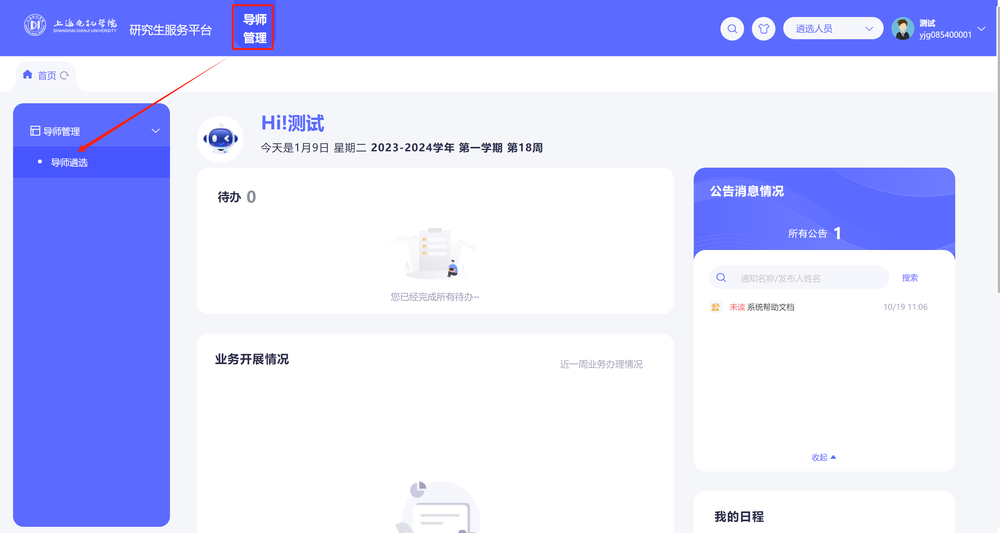 上海电机学院
SHANGHAI DIANJI UNIVERSITY
研究生服务平台
导师
管理
遴选人员
测试
yjg085400001
首页
导师管理
导师遴选
Hi!测试
今天是1月9日 星期二 2023-2024学年 第一学期 第18周
待办 0
您已经完成所有待办~
业务开展情况
近一周业务办理情况
公告消息情况
所有公告 1
通知名称/发布人姓名
搜索
公 未读 系统帮助文档 10/19 11:06
收起
我的日程